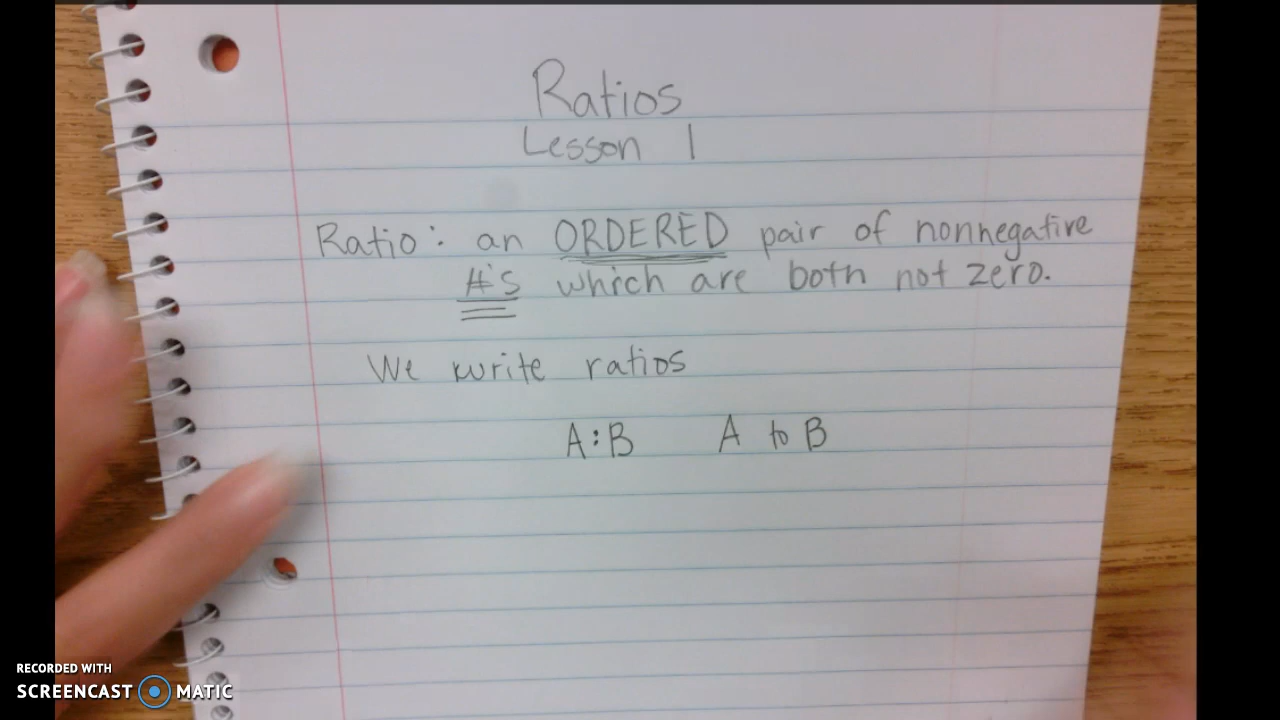 Ratios
Lesson 1
Ratio: an ORDERED pair of nonnegative
#'s which are both not zero.
We write ratios
A:B A to B
RECORDED WITH
SCREENCAST MATIC